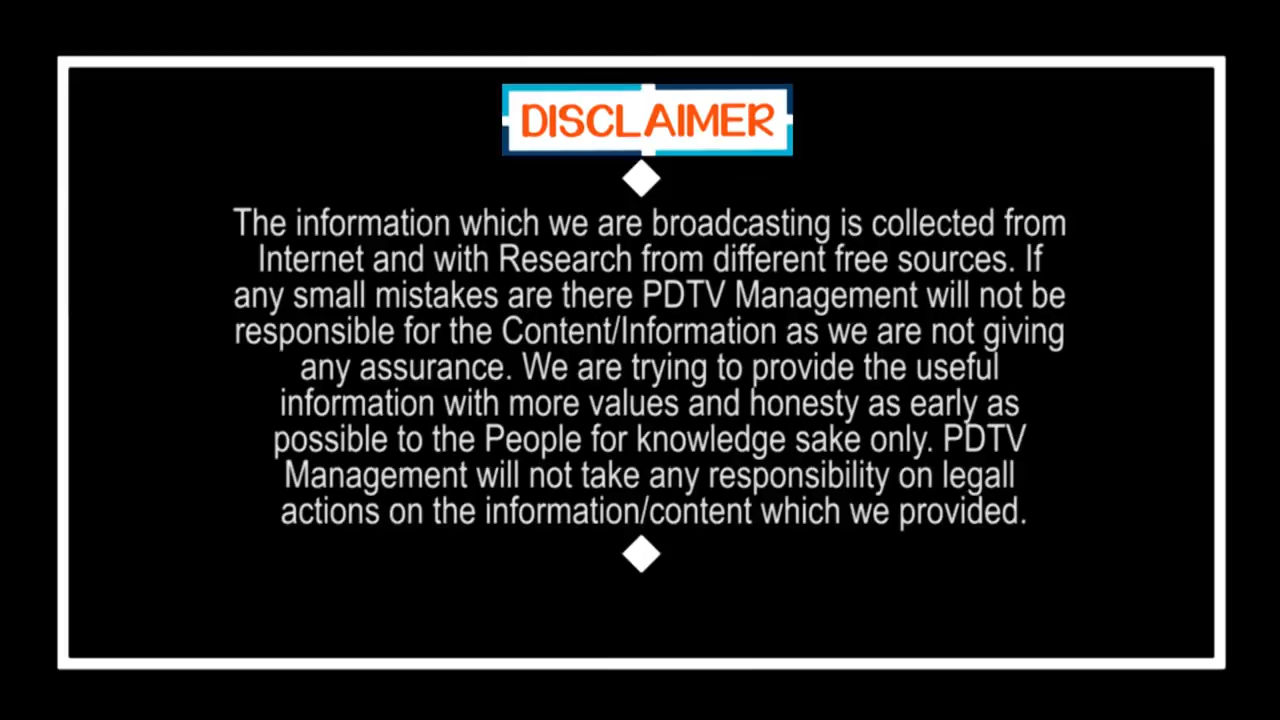 DISCLAIMER
The information which we are broadcasting is collected from
Internet and with Research from different free sources. If
any small mistakes are there PDTV Management will not be
responsible for the Content/Information as we are not giving
any assurance. We are trying to provide the useful
information with more values and honesty as early as
possible to the People for knowledge sake only. PDTV
Management will not take any responsibility on legall
actions on the information/content which we provided.